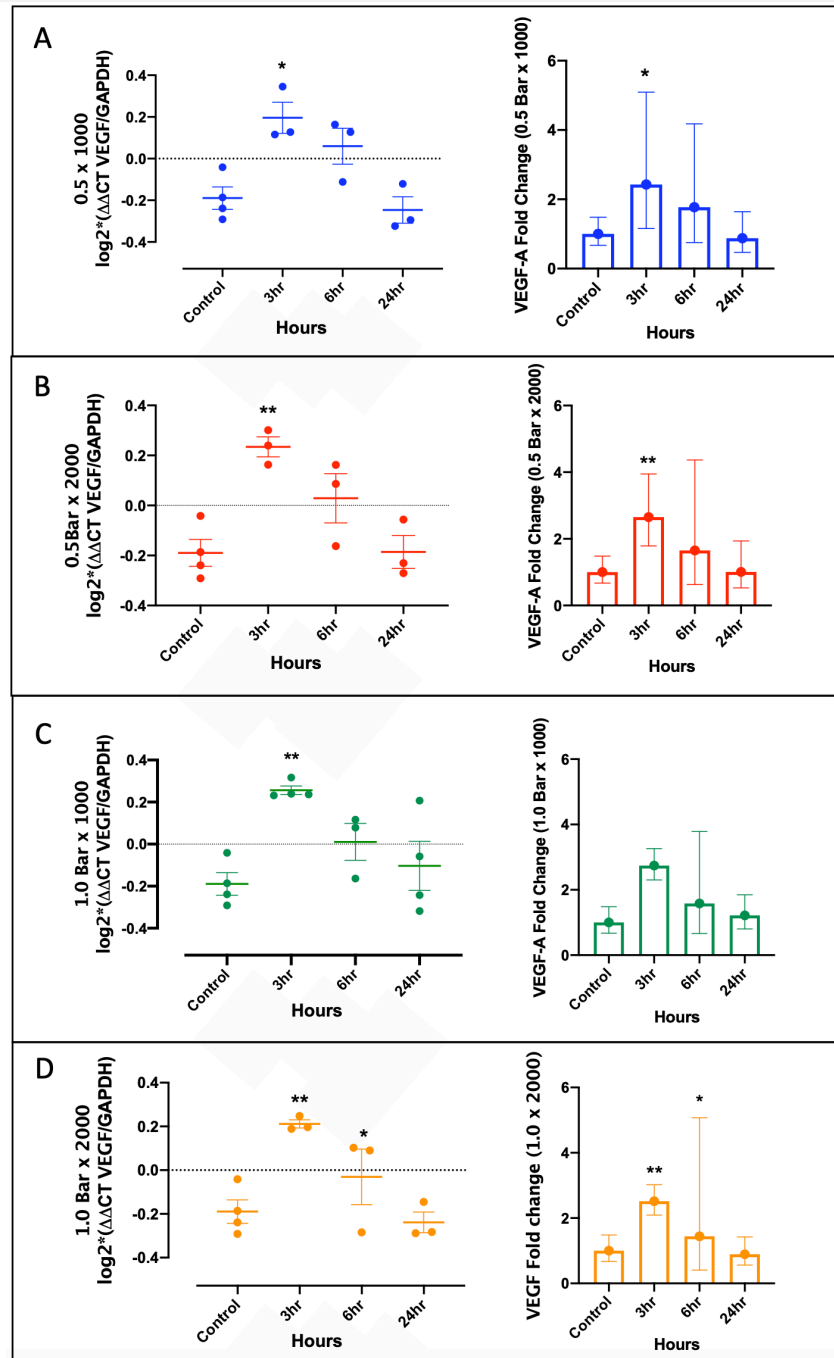 A
0.5 x 1000
log2*(ΔΔCT VEGF/GAPDH)
0.4
0.2
0.0
-0.2
-0.4
*
Control
3hr
6hr
24hr
Hours
VEGF-A Fold Change (0.5 Bar x 1000)
6
4
2
0
*
Control
3hr
6hr
24hr
Hours
B
0.5Bar x 2000
log2*(ΔΔCT VEGF/GAPDH)
0.4
0.2
0.0
-0.2
-0.4
**
Control
3hr
6hr
24hr
Hours
VEGF-A Fold Change (0.5 Bar x 2000)
6
4
2
0
**
Control
3hr
6hr
24hr
Hours
C
1.0 Bar x 1000
log2*(ΔΔCT VEGF/GAPDH)
0.4
0.2
0.0
-0.2
-0.4
**
Control
3hr
6hr
24hr
Hours
VEGF-A Fold Change (1.0 Bar x 1000)
6
4
2
0
Control
3hr
6hr
24hr
Hours
D
1.0 Bar x 2000
log2*(ΔΔCT VEGF/GAPDH)
0.4
0.2
0.0
-0.2
-0.4
**
*
Control
3hr
6hr
24hr
Hours
VEGF Fold change (1.0 x 2000)
6
4
2
0
**
*
Control
3hr
6hr
24hr
Hours